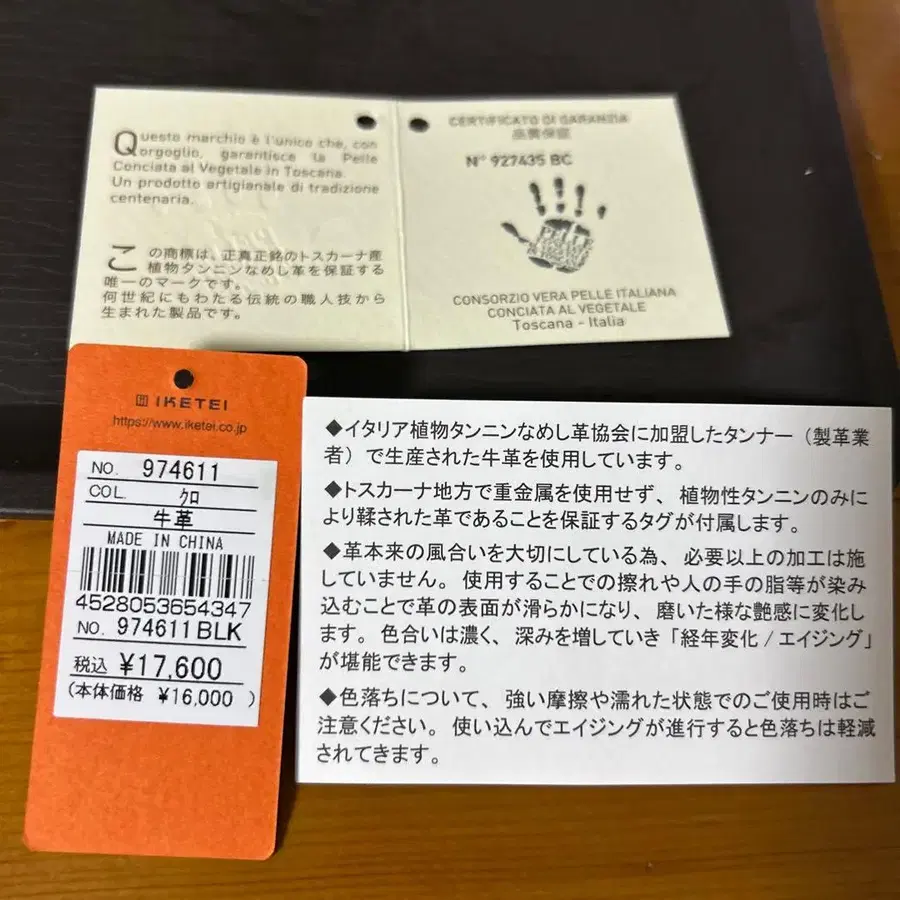 Questo marchio è l'unico che, con
orgoglio, garantisce la Pelle
Conciata al Vegetale in Toscana.
Un prodotto artigianale di tradizione
centenaria.
この商標は、正真正銘のトスカーナ産
植物タンニンなめし革を保証する
唯一のマークです。
何世紀にもわたる伝統の職人技から
生まれた製品です。
CERTIFICATO DI GARANZIA
品質保証
N° 927435 BC
PELLE
CONSORZIO VERA PELLE ITALIANA
CONCIATA AL VEGETALE
Toscana - Italia
IKETEI
https://www.iketei.co.jp
NO. 974611
COL. クロ
牛革
MADE IN CHINA
4528053654347
NO. 974611BLK
税込 ¥17,600
(本体価格 ¥16,000 )
◆イタリア植物タンニンなめし革協会に加盟したタンナー（製革業
者）で生産された牛革を使用しています。
◆トスカーナ地方で重金属を使用せず、植物性タンニンのみに
より鞣された革であることを保証するタグが付属します。
◆革本来の風合いを大切にしている為、必要以上の加工は施
していません。使用することでの擦れや人の手の脂等が染み
込むことで革の表面が滑らかになり、磨いた様な艶感に変化し
ます。色合いは濃く、深みを増していき「経年変化 / エイジング」
が堪能できます。
◆色落ちについて、強い摩擦や濡れた状態でのご使用時はご
注意ください。使い込んでエイジングが進行すると色落ちは軽減
されてきます。